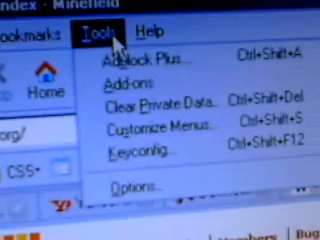 ndex - Minefield
ookmarks Tools Help
Adblock Plus... Ctrl+Shift+A
Home Add-ons
Clear Private Data... Ctrl+Shift+Del
org/ Customize Menus... Ctrl+Shift+S
Keyconfig... Ctrl+Shift+F12
CSS
Options...
Members Bug